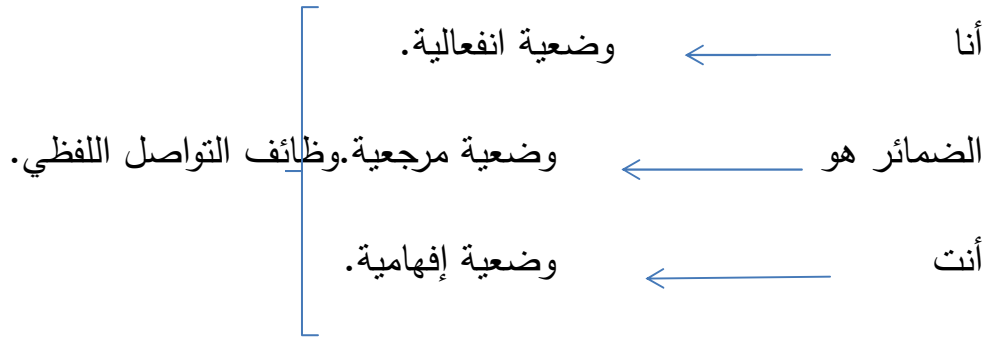 أنا وضعية انفعالية.
الضمائر هو وضعية مرجعية.وظائف التواصل اللفظي.
أنت وضعية إفهامية.